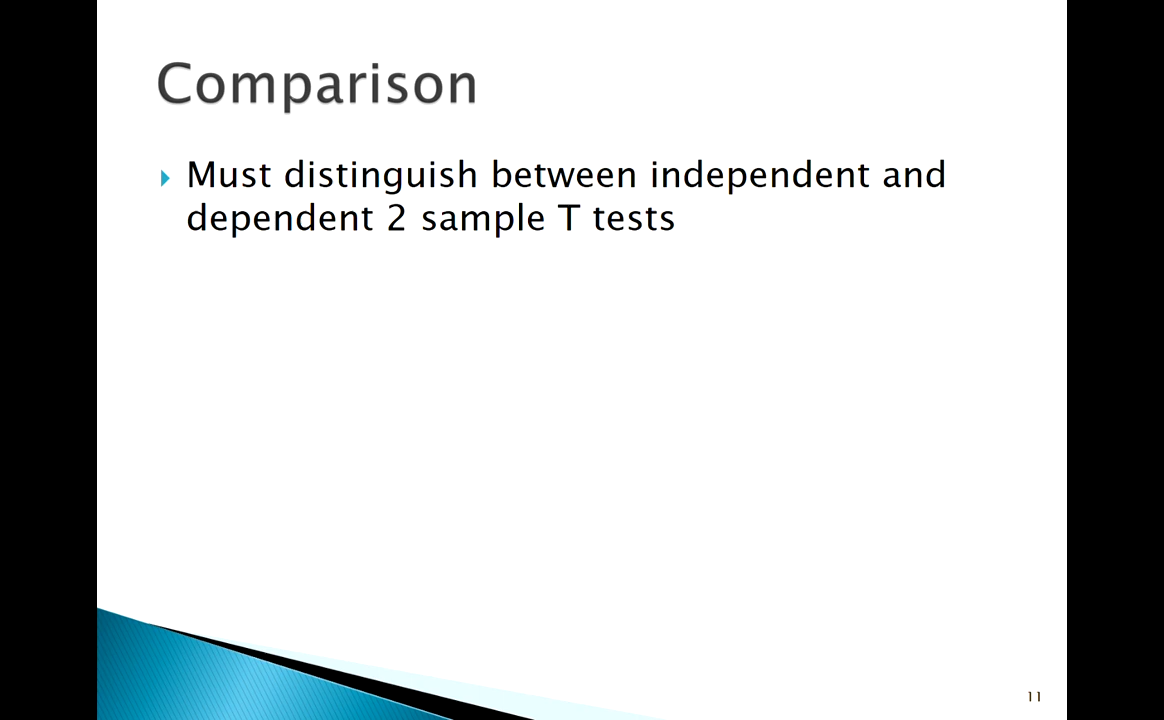 Comparison
Must distinguish between independent and
dependent 2 sample T tests
11